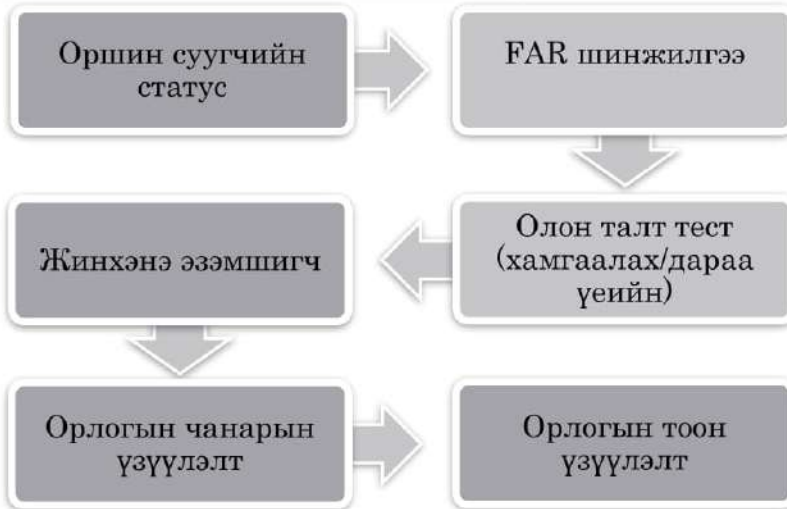 Оршин суугчийн
статус
FAR шинжилгээ
Олон талт тест
(хамгаалах/дараа
үеийн)
Жинхэнэ эзэмшигч
Орлогын чанарын
үзүүлэлт
Орлогын тоон
үзүүлэлт